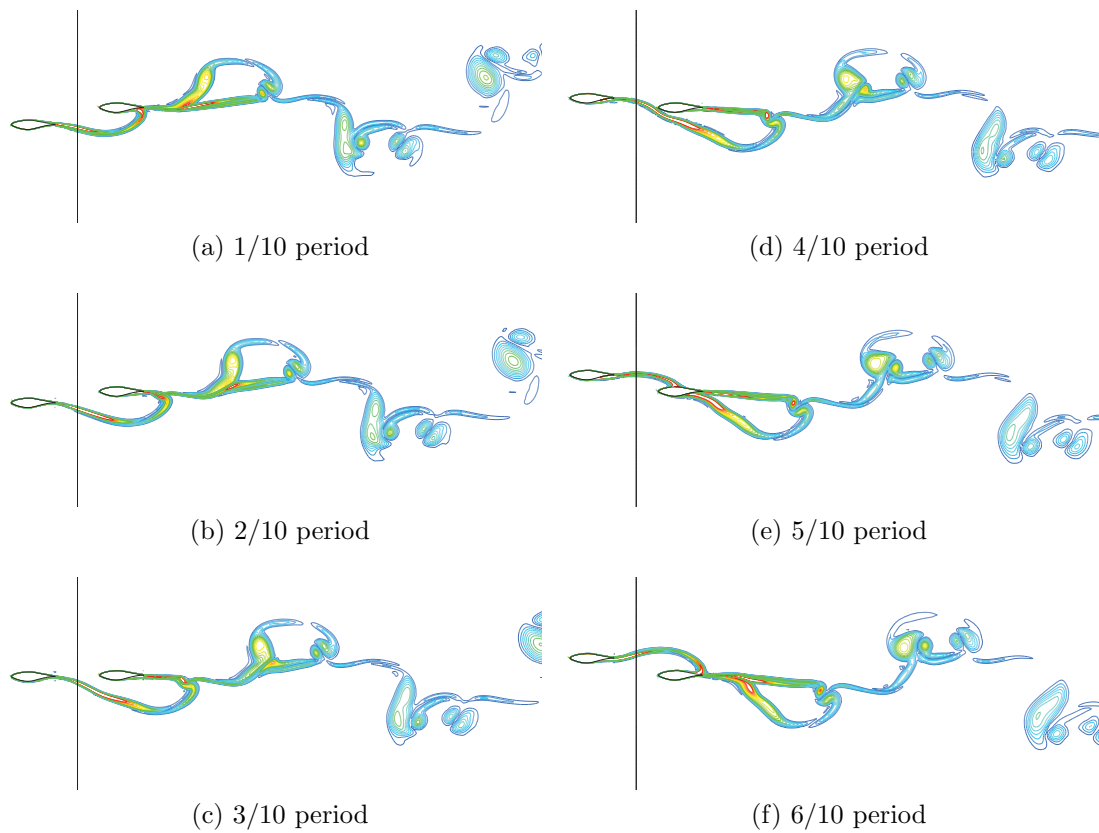 (a) 1/10 period
(d) 4/10 period
(b) 2/10 period
(e) 5/10 period
(c) 3/10 period
(f) 6/10 period